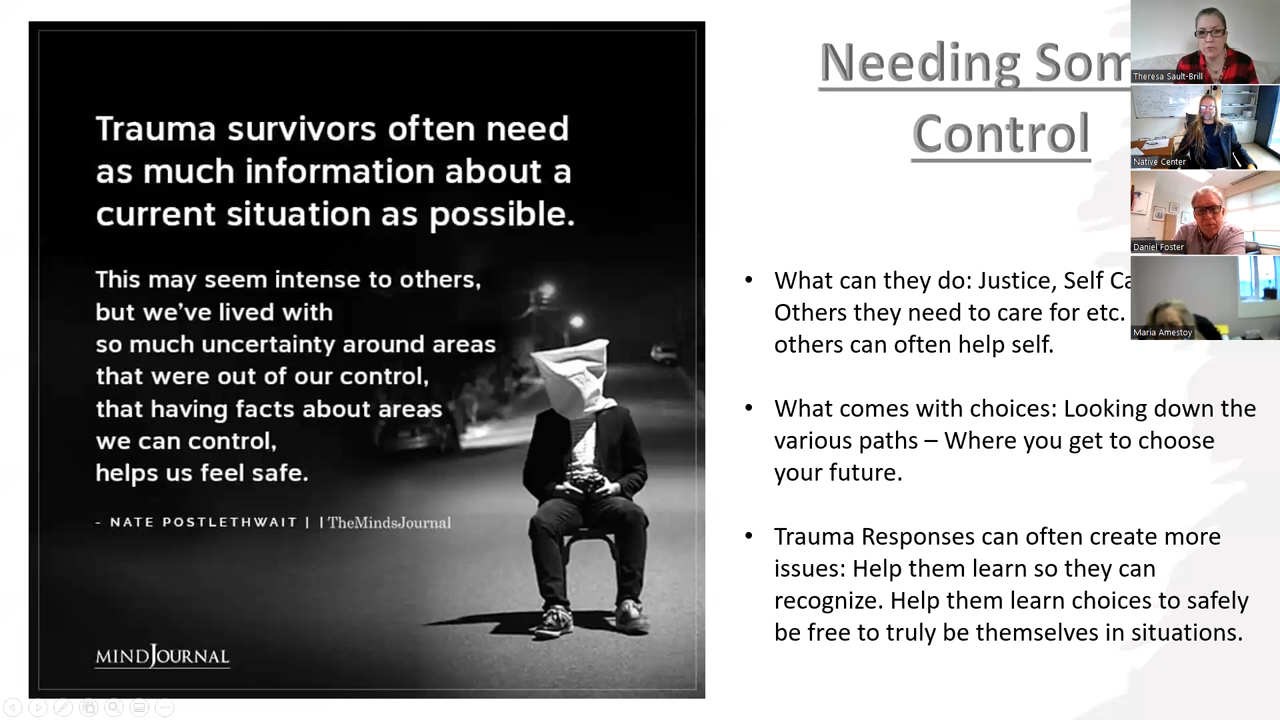 Trauma survivors often need
as much information about a
current situation as possible.
This may seem intense to others,
but we've lived with
so much uncertainty around areas
that were out of our control,
that having facts about areas
we can control,
helps us feel safe.
- NATE POSTLETHWAIT | | TheMindsJournal
MINDJOURNAL
Needing Som
Control
• What can they do: Justice, Self Ca
Others they need to care for etc.
others can often help self.
• What comes with choices: Looking down the
various paths – Where you get to choose
your future.
• Trauma Responses can often create more
issues: Help them learn so they can
recognize. Help them learn choices to safely
be free to truly be themselves in situations.
Theresa Sault-Brill
Native Center
Daniel Foster
Maria Amestoy